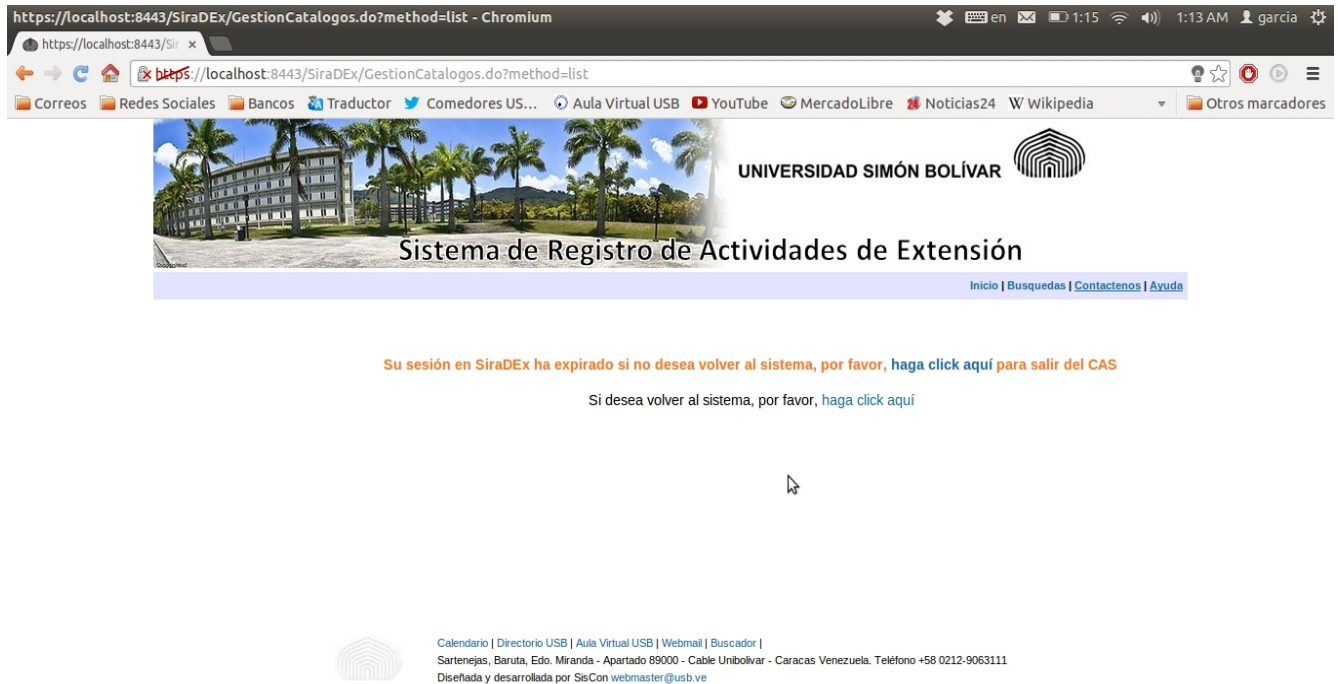 https://localhost:8443/SiraDEx/GestionCatalogos.do?method=list - Chromium en 1:15 1:13 AM garcia
https://localhost:8443/Sir
https://localhost:8443/SiraDEx/GestionCatalogos.do?method=list
Correos Redes Sociales Bancos Traductor Comedores US... Aula Virtual USB YouTube MercadoLibre Noticias24 W Wikipedia Otros marcadores
UNIVERSIDAD SIMÓN BOLÍVAR
Sistema de Registro de Actividades de Extensión
Inicio | Busquedas | Contactenos | Ayuda
Su sesión en SiraDEx ha expirado si no desea volver al sistema, por favor, haga click aquí para salir del CAS
Si desea volver al sistema, por favor, haga click aquí
Calendario | Directorio USB | Aula Virtual USB | Webmail | Buscador |
Sartenejas, Baruta, Edo. Miranda - Apartado 89000 - Cable Unibolivar - Caracas Venezuela. Teléfono +58 0212-9063111
Diseñada y desarrollada por SisCon webmaster@usb.ve